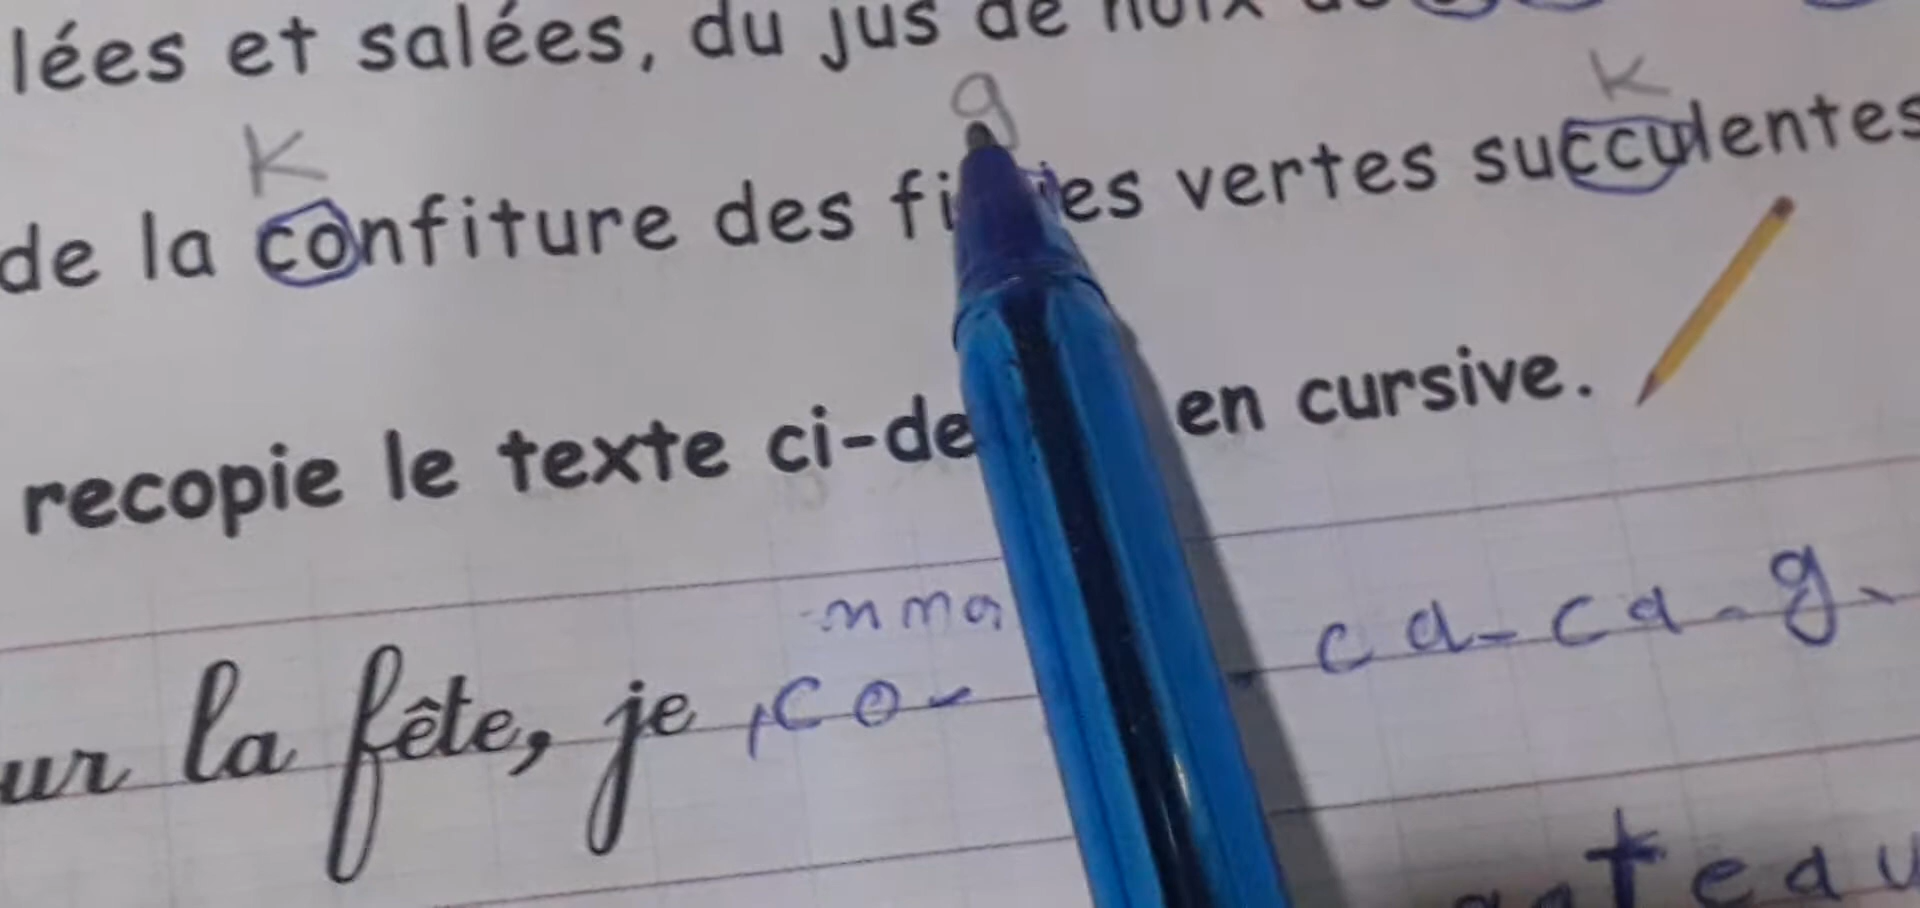 lées et salées, du jus de noix
g
K K
de la confiture des fi es vertes succulentes
recopie le texte ci-de en cursive.
mma
ur la fête, je co- ca-ca-g-
teau